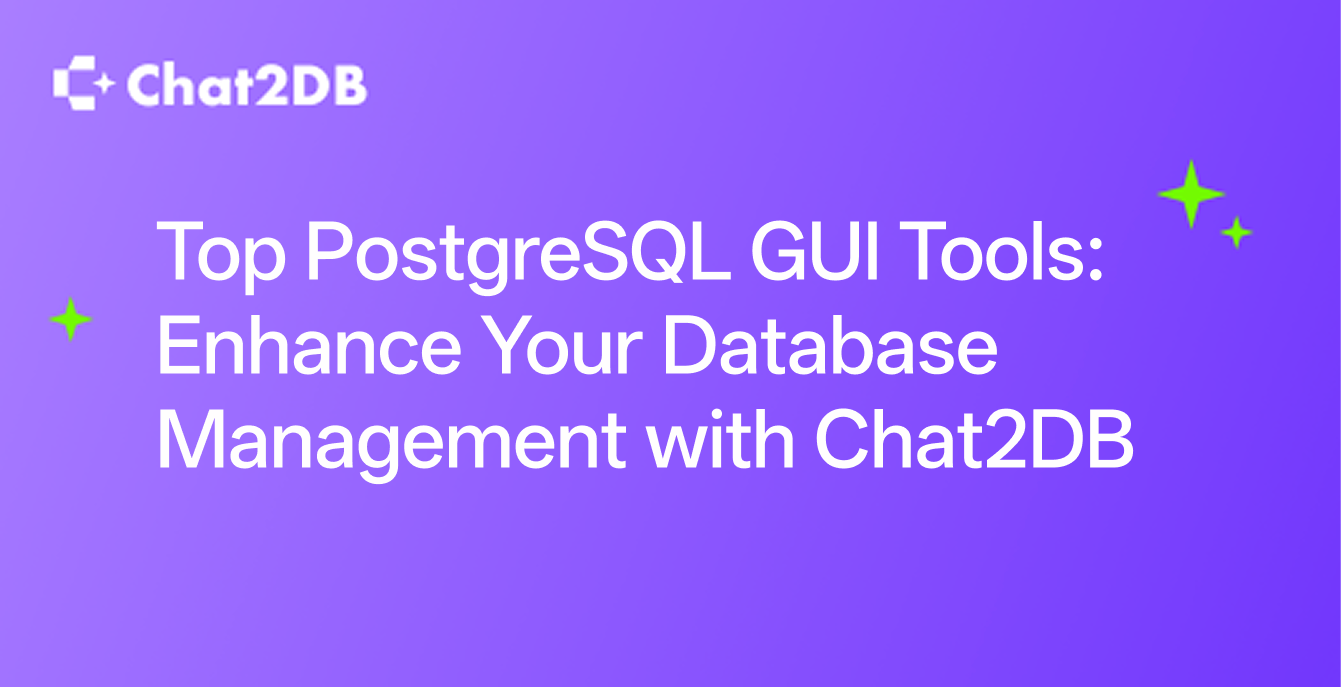 Chat2DB
Top PostgreSQL GUI Tools:
Enhance Your Database
Management with Chat2DB